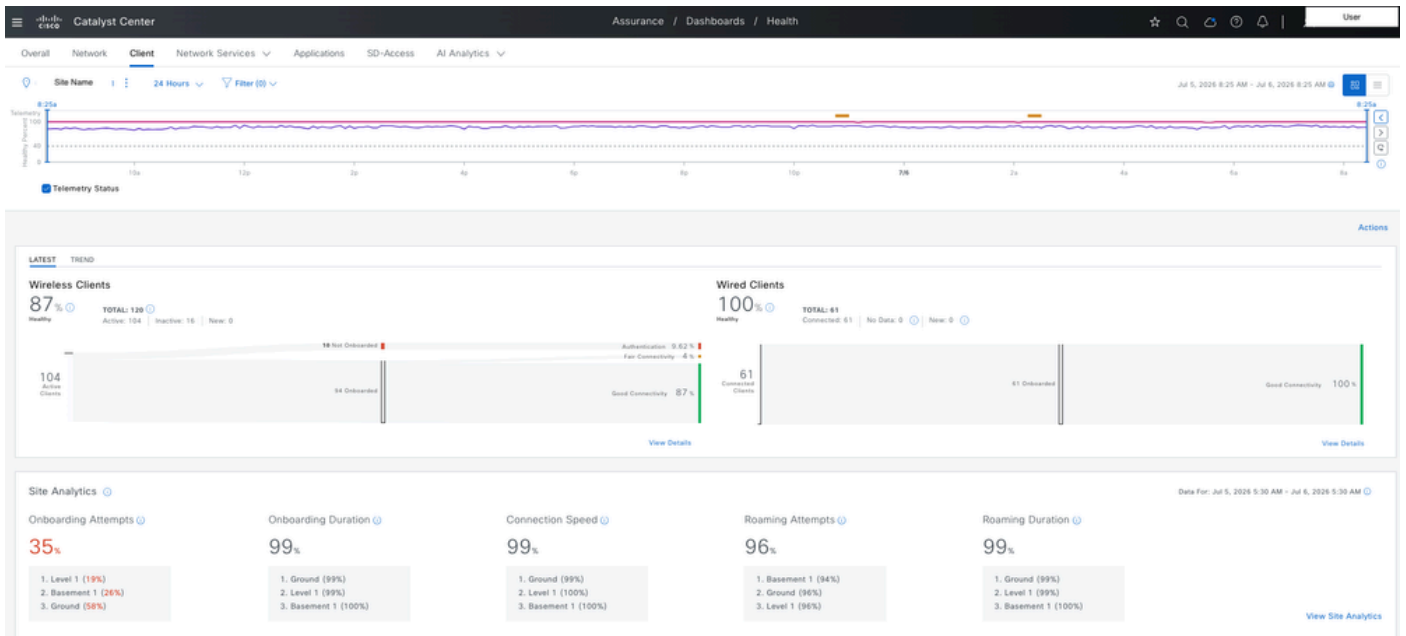 cisco Catalyst Center Assurance / Dashboards / Health User
Overall Network Client Network Services Applications SD-Access AI Analytics
Site Name 24 Hours Filter (0) Jul 5, 2026 8:25 AM - Jul 6, 2026 8:25 AM
8:25a 8:25a
Telemetry
100
40
0
Healthy Percent
10a 12p 2p 4p 6p 8p 10p 7/6 2a 4a 6a 8a
Telemetry Status
Actions
LATEST TREND
Wireless Clients
87% Healthy
TOTAL: 120
Active: 104 | Inactive: 16 | New: 0
10 Not Onboarded
Authentication 9.62 %
Fair Connectivity 4 %
104 Active Clients
94 Onboarded
Good Connectivity 87 %
View Details
Wired Clients
100% Healthy
TOTAL: 61
Connected: 61 | No Data: 0 | New: 0
61 Connected Clients
61 Onboarded
Good Connectivity 100 %
View Details
Site Analytics Data For: Jul 5, 2026 5:30 AM - Jul 6, 2026 5:30 AM
Onboarding Attempts
35%
1. Level 1 (19%)
2. Basement 1 (26%)
3. Ground (58%)
Onboarding Duration
99%
1. Ground (99%)
2. Level 1 (99%)
3. Basement 1 (100%)
Connection Speed
99%
1. Ground (99%)
2. Level 1 (100%)
3. Basement 1 (100%)
Roaming Attempts
96%
1. Basement 1 (94%)
2. Ground (96%)
3. Level 1 (96%)
Roaming Duration
99%
1. Ground (99%)
2. Level 1 (99%)
3. Basement 1 (100%)
View Site Analytics